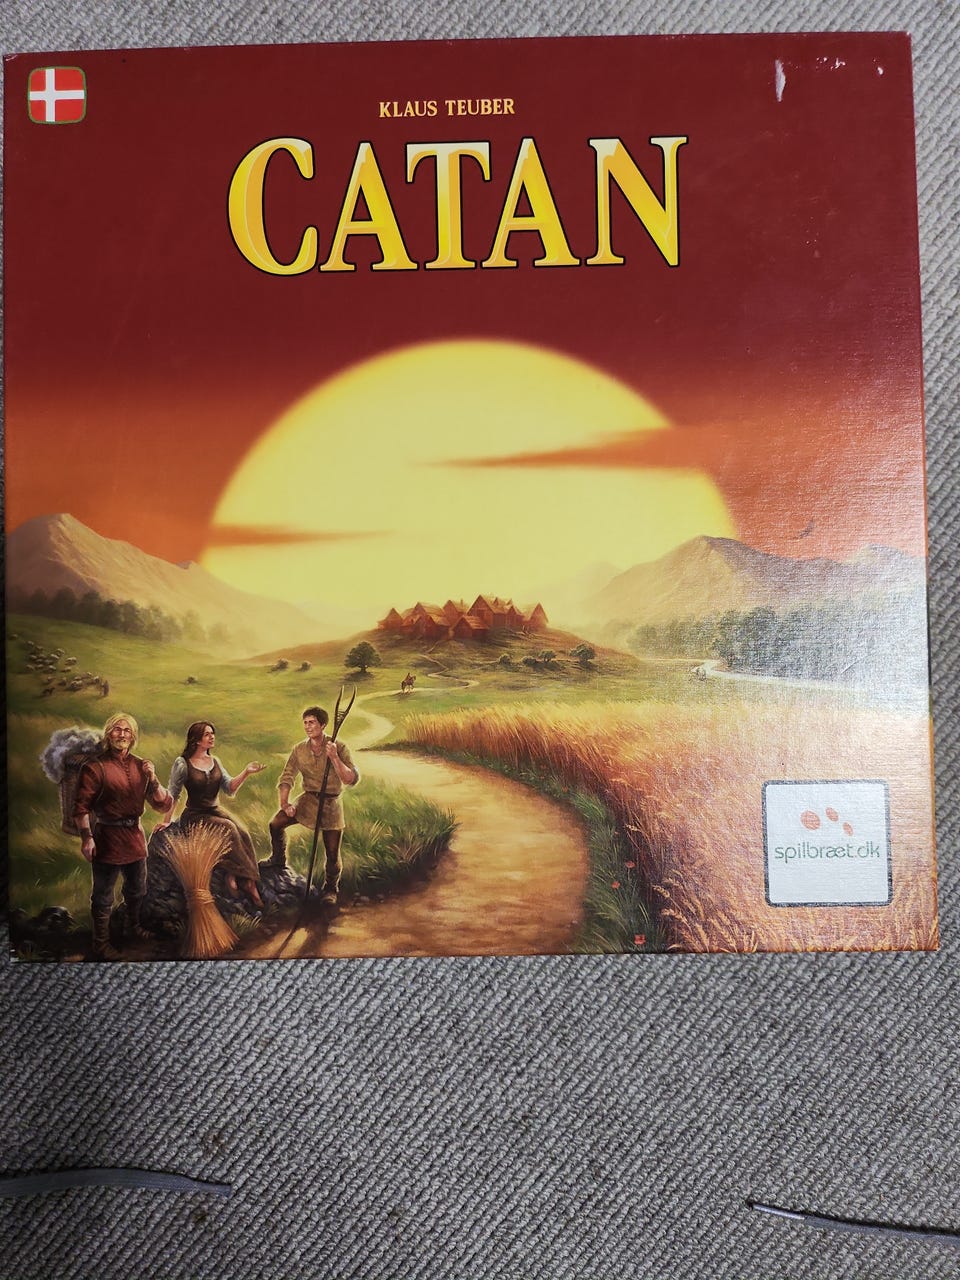 KLAUS TEUBER
CATAN
spilbræt.dk